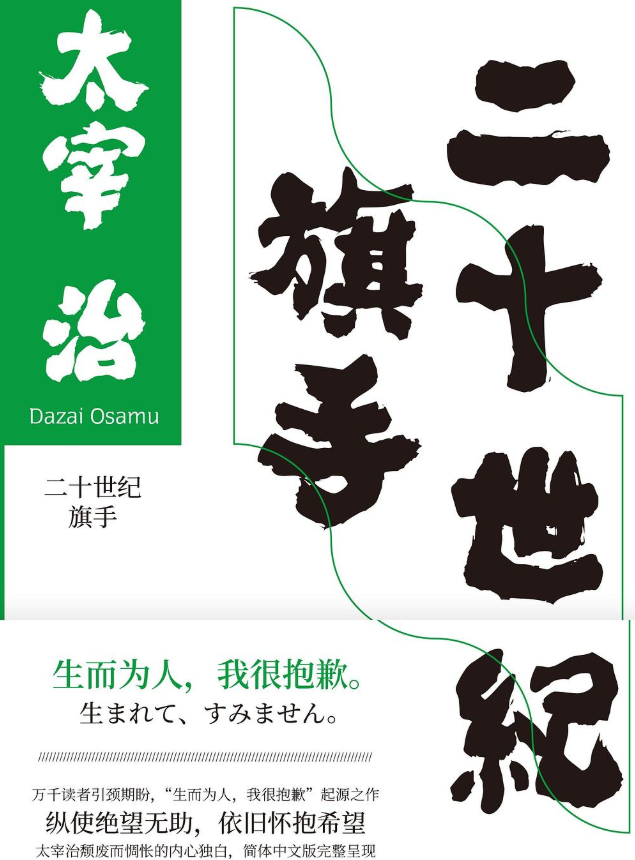 太宰治
Dazai Osamu
二十世紀
旗手
二十世纪
旗手
生而为人，我很抱歉。
生まれて、すみません。
万千读者引颈期盼，“生而为人，我很抱歉”起源之作
纵使绝望无助，依旧怀抱希望
太宰治颓废而惆怅的内心独白，简体中文版完整呈现